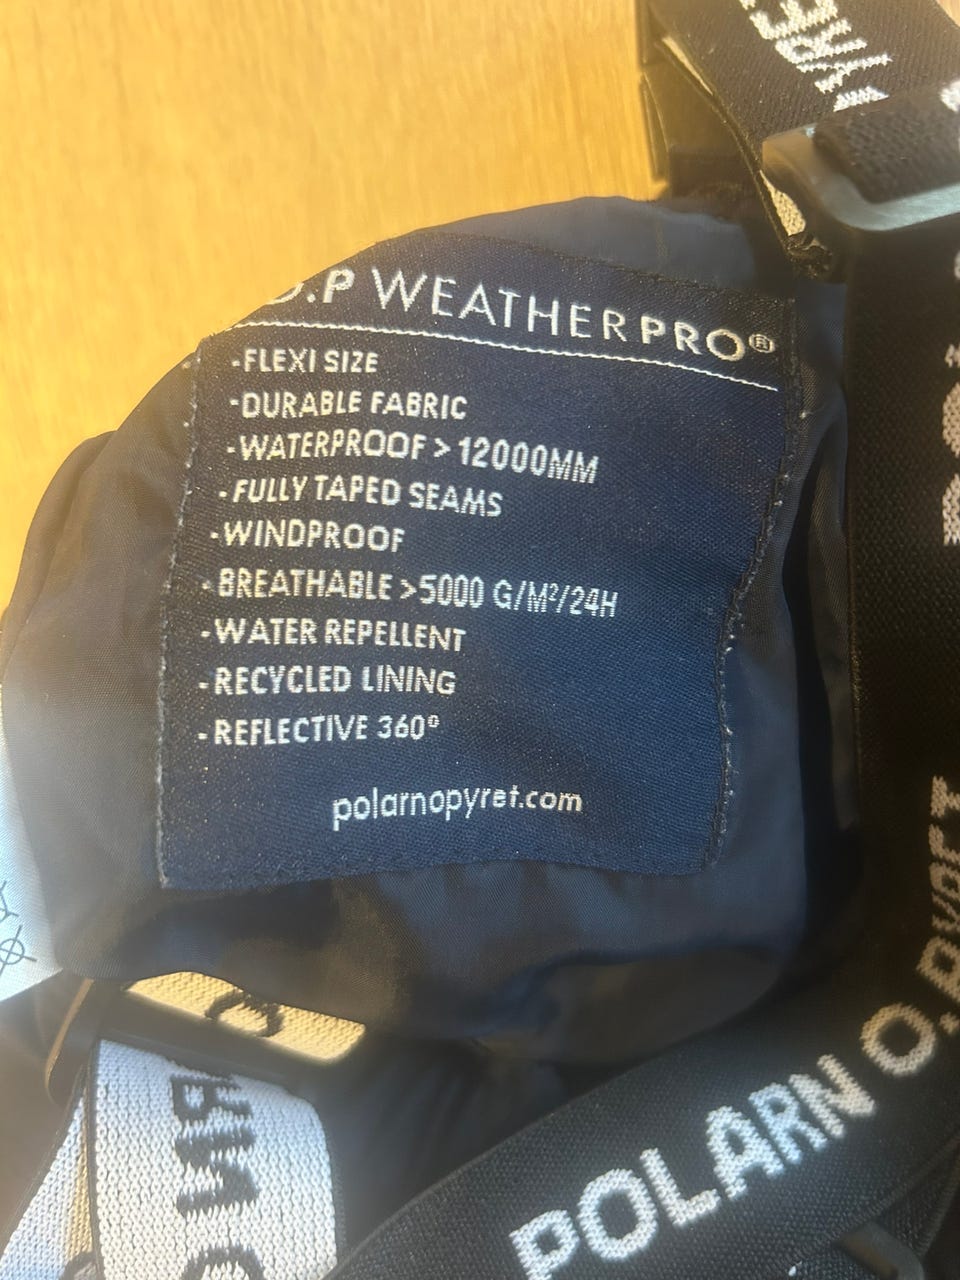 O.P WEATHERPRO®
-FLEXI SIZE
-DURABLE FABRIC
-WATERPROOF > 12000MM
-FULLY TAPED SEAMS
-WINDPROOF
-BREATHABLE >5000 G/M²/24H
-WATER REPELLENT
-RECYCLED LINING
-REFLECTIVE 360°
polarnopyret.com
POLARN O.PYRET